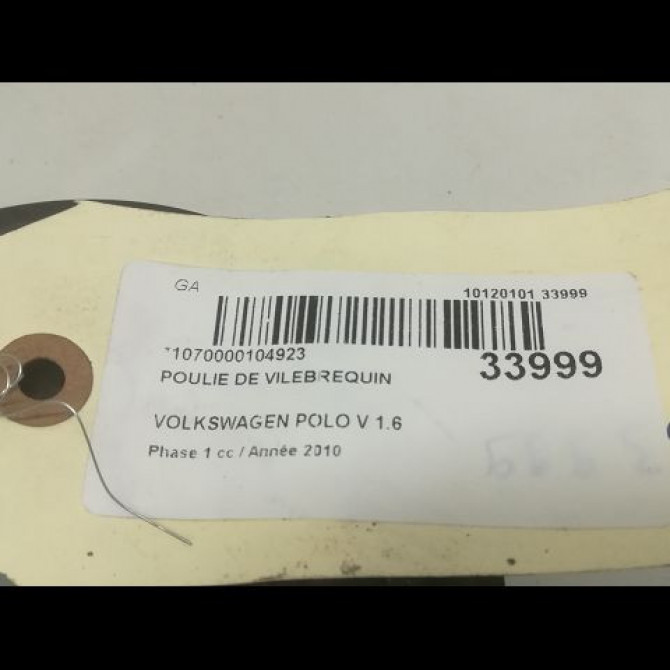 GA
10120101 33999
*1070000104923
33999
POULIE DE VILEBREQUIN
VOLKSWAGEN POLO V 1.6
Phase 1 cc / Année 2010